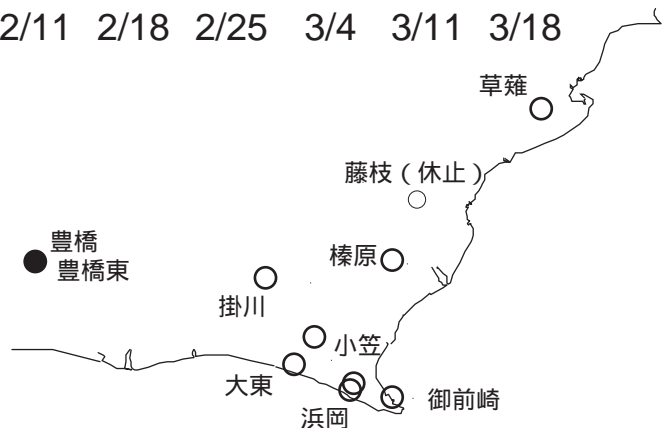 2/11 2/18 2/25 3/4 3/11 3/18
草薙
藤枝（休止）
豊橋
豊橋東
榛原
掛川
小笠
大東
浜岡
御前崎